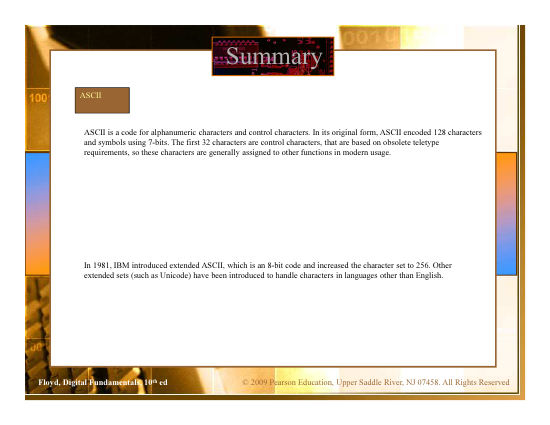 0010
Summary
1001
ASCII
ASCII is a code for alphanumeric characters and control characters. In its original form, ASCII encoded 128 characters
and symbols using 7-bits. The first 32 characters are control characters, that are based on obsolete teletype
requirements, so these characters are generally assigned to other functions in modern usage.
In 1981, IBM introduced extended ASCII, which is an 8-bit code and increased the character set to 256. Other
extended sets (such as Unicode) have been introduced to handle characters in languages other than English.
Floyd, Digital Fundamentals, 10th ed
© 2009 Pearson Education, Upper Saddle River, NJ 07458. All Rights Reserved